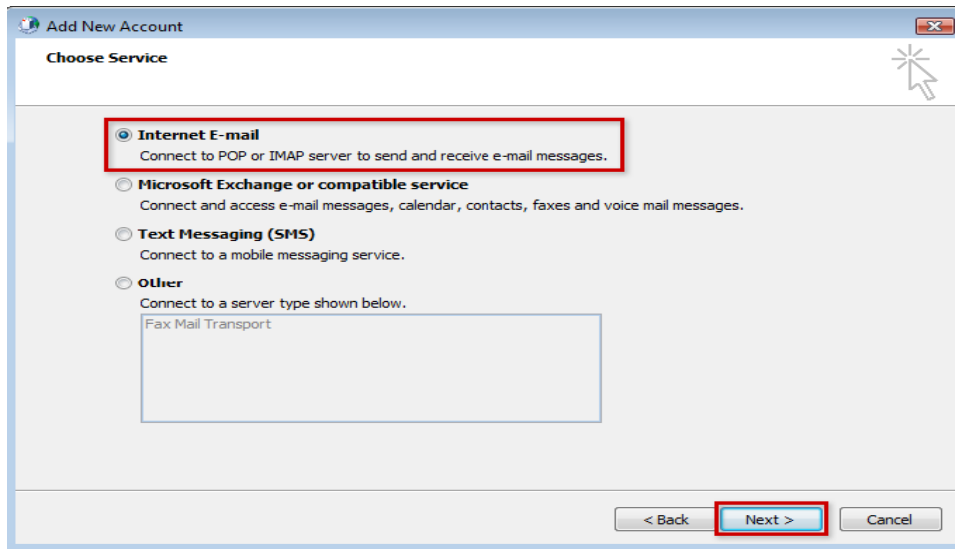 Add New Account
Choose Service
Internet E-mail
Connect to POP or IMAP server to send and receive e-mail messages.
Microsoft Exchange or compatible service
Connect and access e-mail messages, calendar, contacts, faxes and voice mail messages.
Text Messaging (SMS)
Connect to a mobile messaging service.
Other
Connect to a server type shown below.
Fax Mail Transport
< Back Next > Cancel